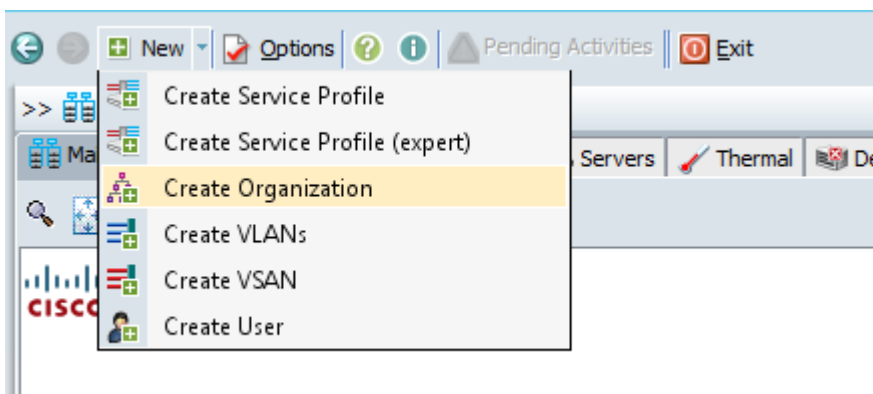 New Options Pending Activities Exit
>>
Create Service Profile
Create Service Profile (expert)
Servers Thermal
Create Organization
Create VLANs
Create VSAN
CISCO
Create User